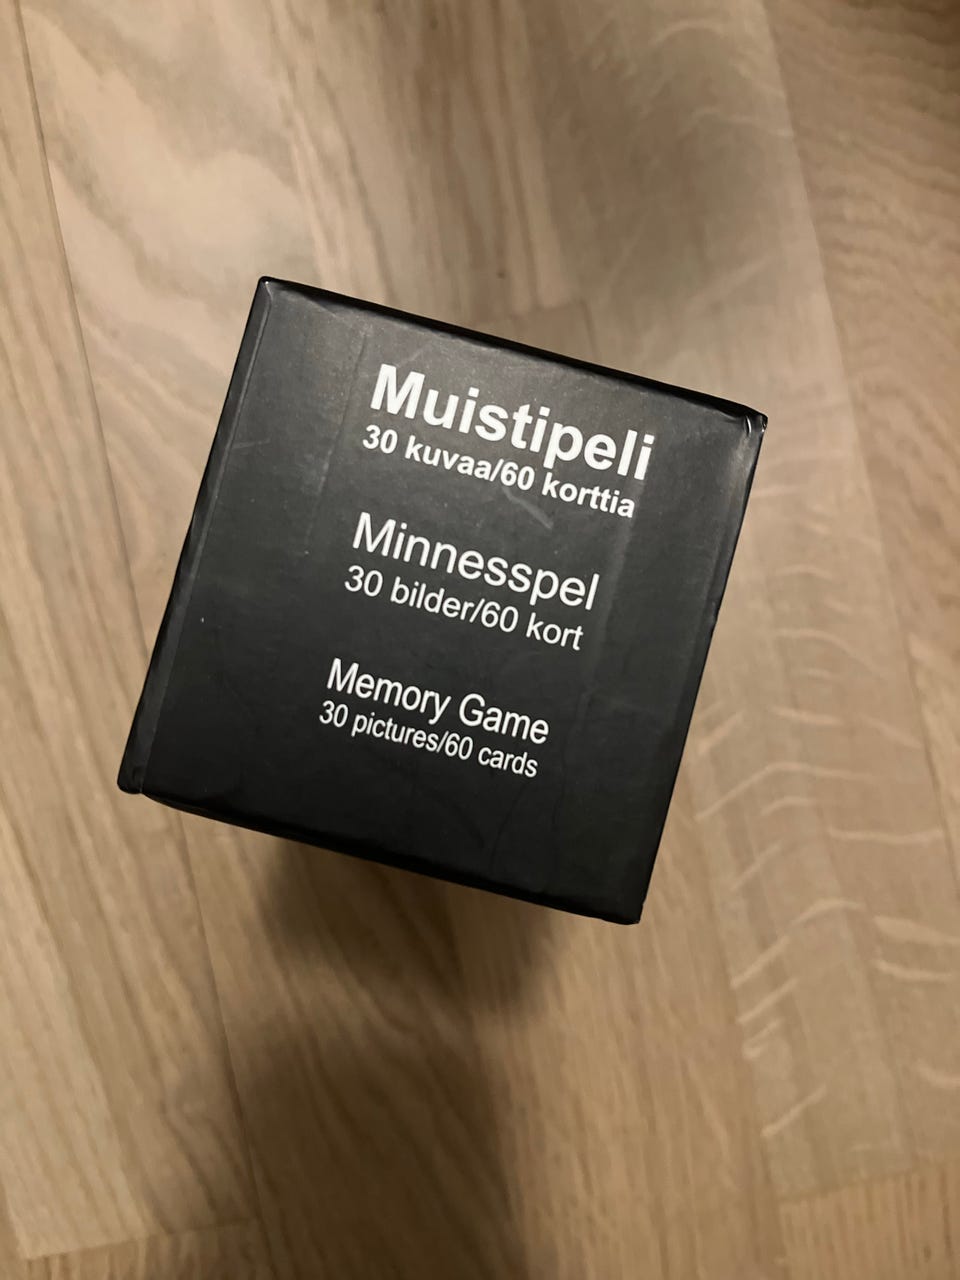 Muistipeli
30 kuvaa/60 korttia
Minnesspel
30 bilder/60 kort
Memory Game
30 pictures/60 cards